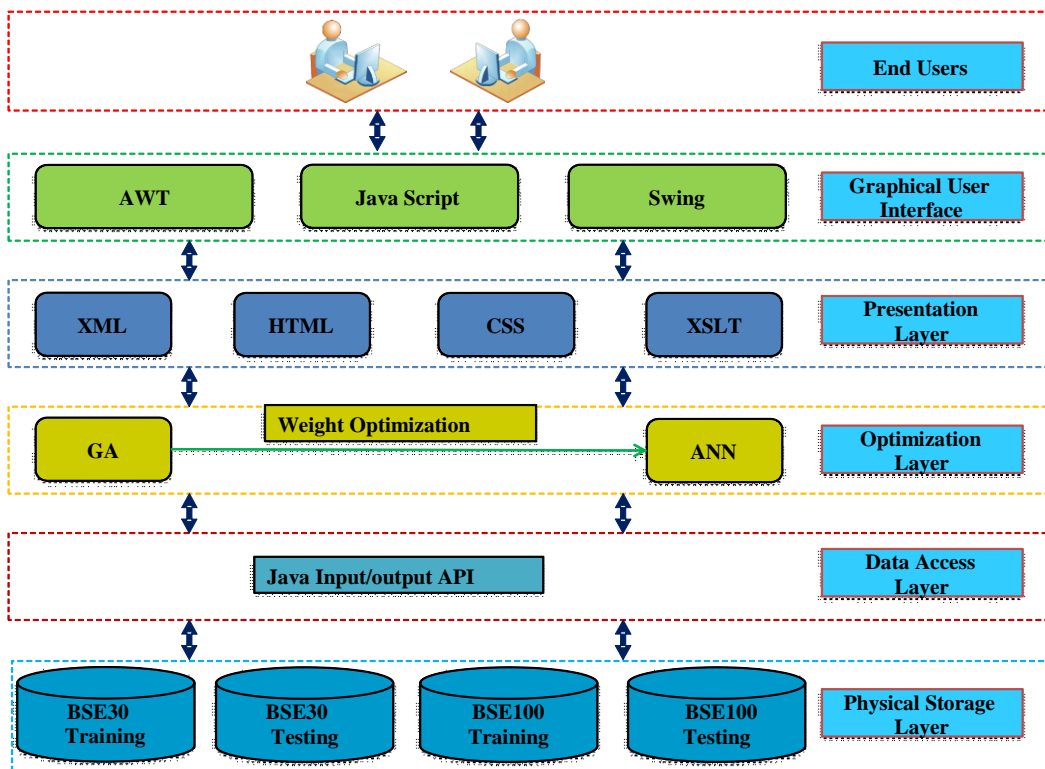 End Users
AWT
Java Script
Swing
Graphical User
Interface
XML
HTML
CSS
XSLT
Presentation
Layer
Weight Optimization
GA
ANN
Optimization
Layer
Java Input/output API
Data Access
Layer
BSE30
Training
BSE30
Testing
BSE100
Training
BSE100
Testing
Physical Storage
Layer